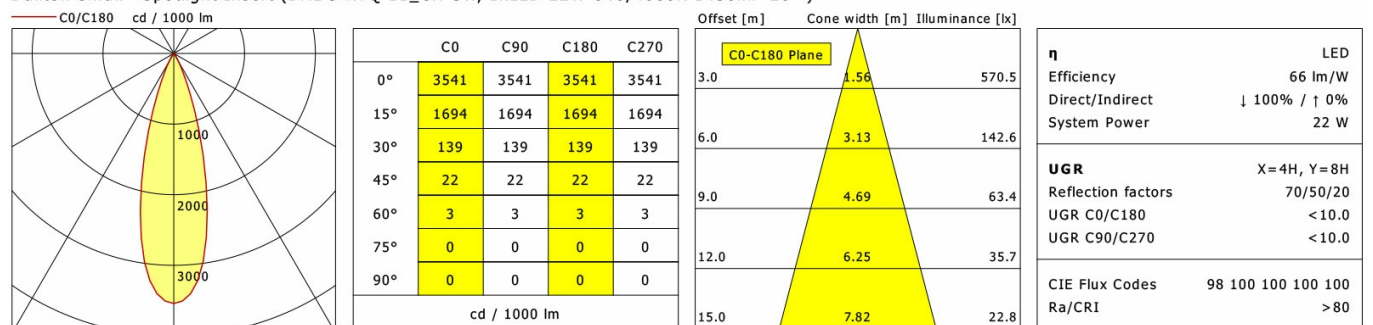 C0/C180 cd / 1000 lm
1000
2000
3000
C0 C90 C180 C270
0° 3541 3541 3541 3541
15° 1694 1694 1694 1694
30° 139 139 139 139
45° 22 22 22 22
60° 3 3 3 3
75° 0 0 0 0
90° 0 0 0 0
cd / 1000 lm
Offset [m] Cone width [m] Illuminance [lx]
C0-C180 Plane
3.0 1.56 570.5
6.0 3.13 142.6
9.0 4.69 63.4
12.0 6.25 35.7
15.0 7.82 22.8
η LED
Efficiency 66 lm/W
Direct/Indirect ↓ 100% / ↑ 0%
System Power 22 W
UGR X=4H, Y=8H
Reflection factors 70/50/20
UGR C0/C180 <10.0
UGR C90/C270 <10.0
CIE Flux Codes 98 100 100 100 100
Ra/CRI >80